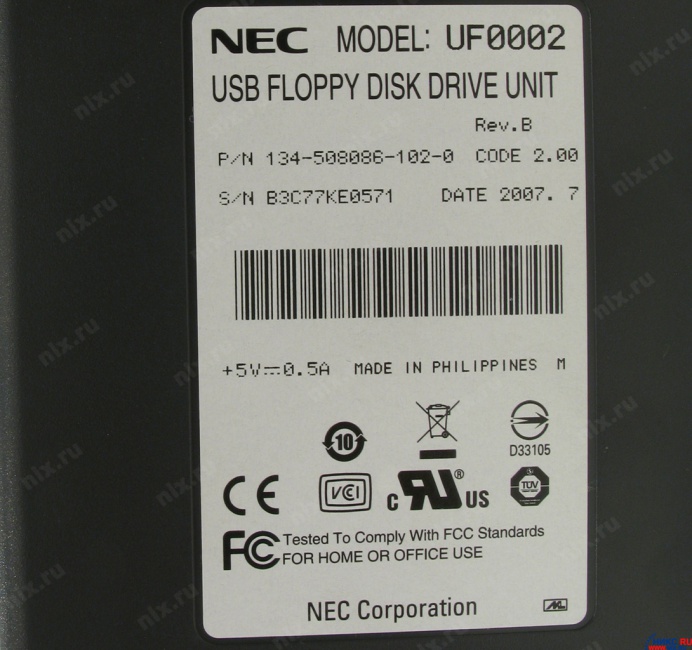 NEC MODEL: UF0002
USB FLOPPY DISK DRIVE UNIT
Rev.B
P/N 134-508086-102-0 CODE 2.00
S/N B3C77KE0571 DATE 2007. 7
+5V⎓0.5A MADE IN PHILIPPINES M
10
D33105
CE VCI c RU ® US TÜV
FC Tested To Comply With FCC Standards
FOR HOME OR OFFICE USE
NEC Corporation
nlx.ru